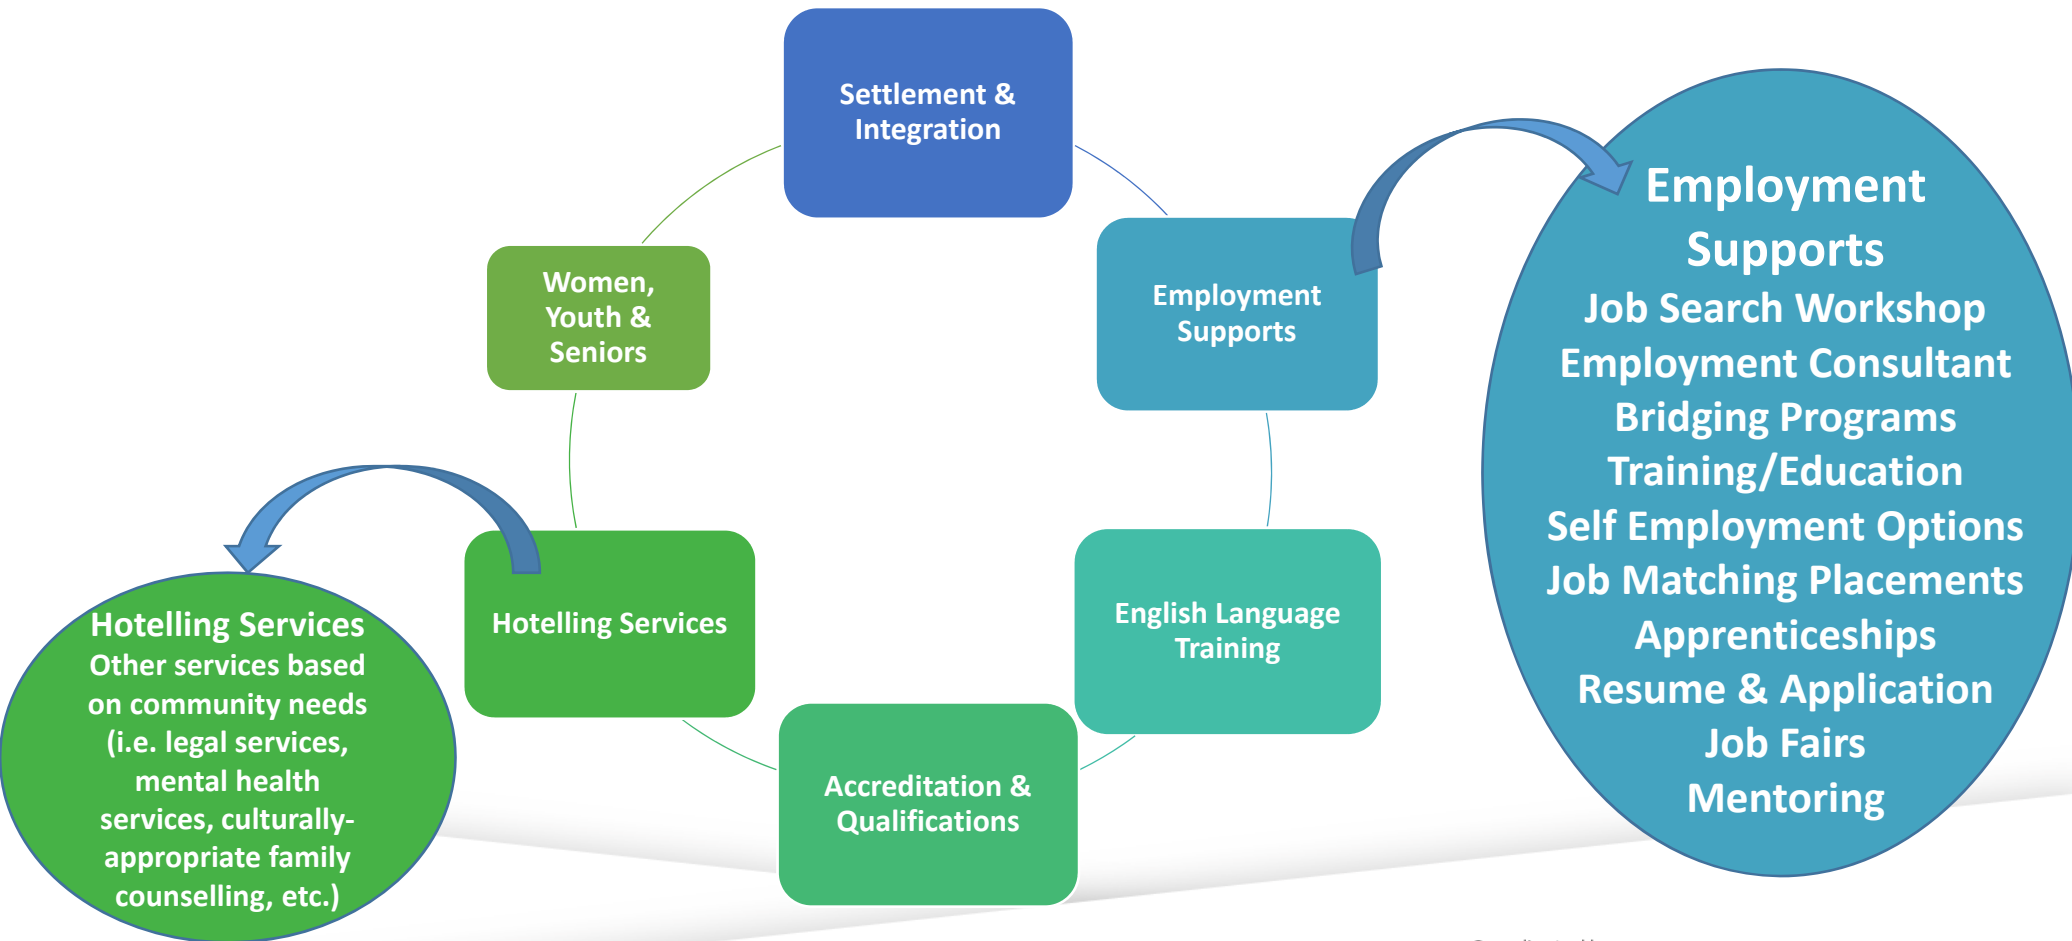 Settlement &
Integration
Employment
Supports
English Language
Training
Accreditation &
Qualifications
Hotelling Services
Women,
Youth &
Seniors
Employment
Supports
Job Search Workshop
Employment Consultant
Bridging Programs
Training/Education
Self Employment Options
Job Matching Placements
Apprenticeships
Resume & Application
Job Fairs
Mentoring
Hotelling Services
Other services based
on community needs
(i.e. legal services,
mental health
services, culturally-
appropriate family
counselling, etc.)